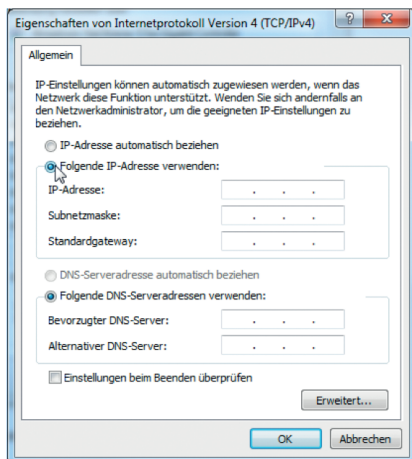 Eigenschaften von Internetprotokoll Version 4 (TCP/IPv4)
Allgemein
IP-Einstellungen können automatisch zugewiesen werden, wenn das
Netzwerk diese Funktion unterstützt. Wenden Sie sich andernfalls an
den Netzwerkadministrator, um die geeigneten IP-Einstellungen zu
beziehen.
IP-Adresse automatisch beziehen
Folgende IP-Adresse verwenden:
IP-Adresse:
Subnetzmaske:
Standardgateway:
DNS-Serveradresse automatisch beziehen
Folgende DNS-Serveradressen verwenden:
Bevorzugter DNS-Server:
Alternativer DNS-Server:
Einstellungen beim Beenden überprüfen
Erweitert...
OK Abbrechen